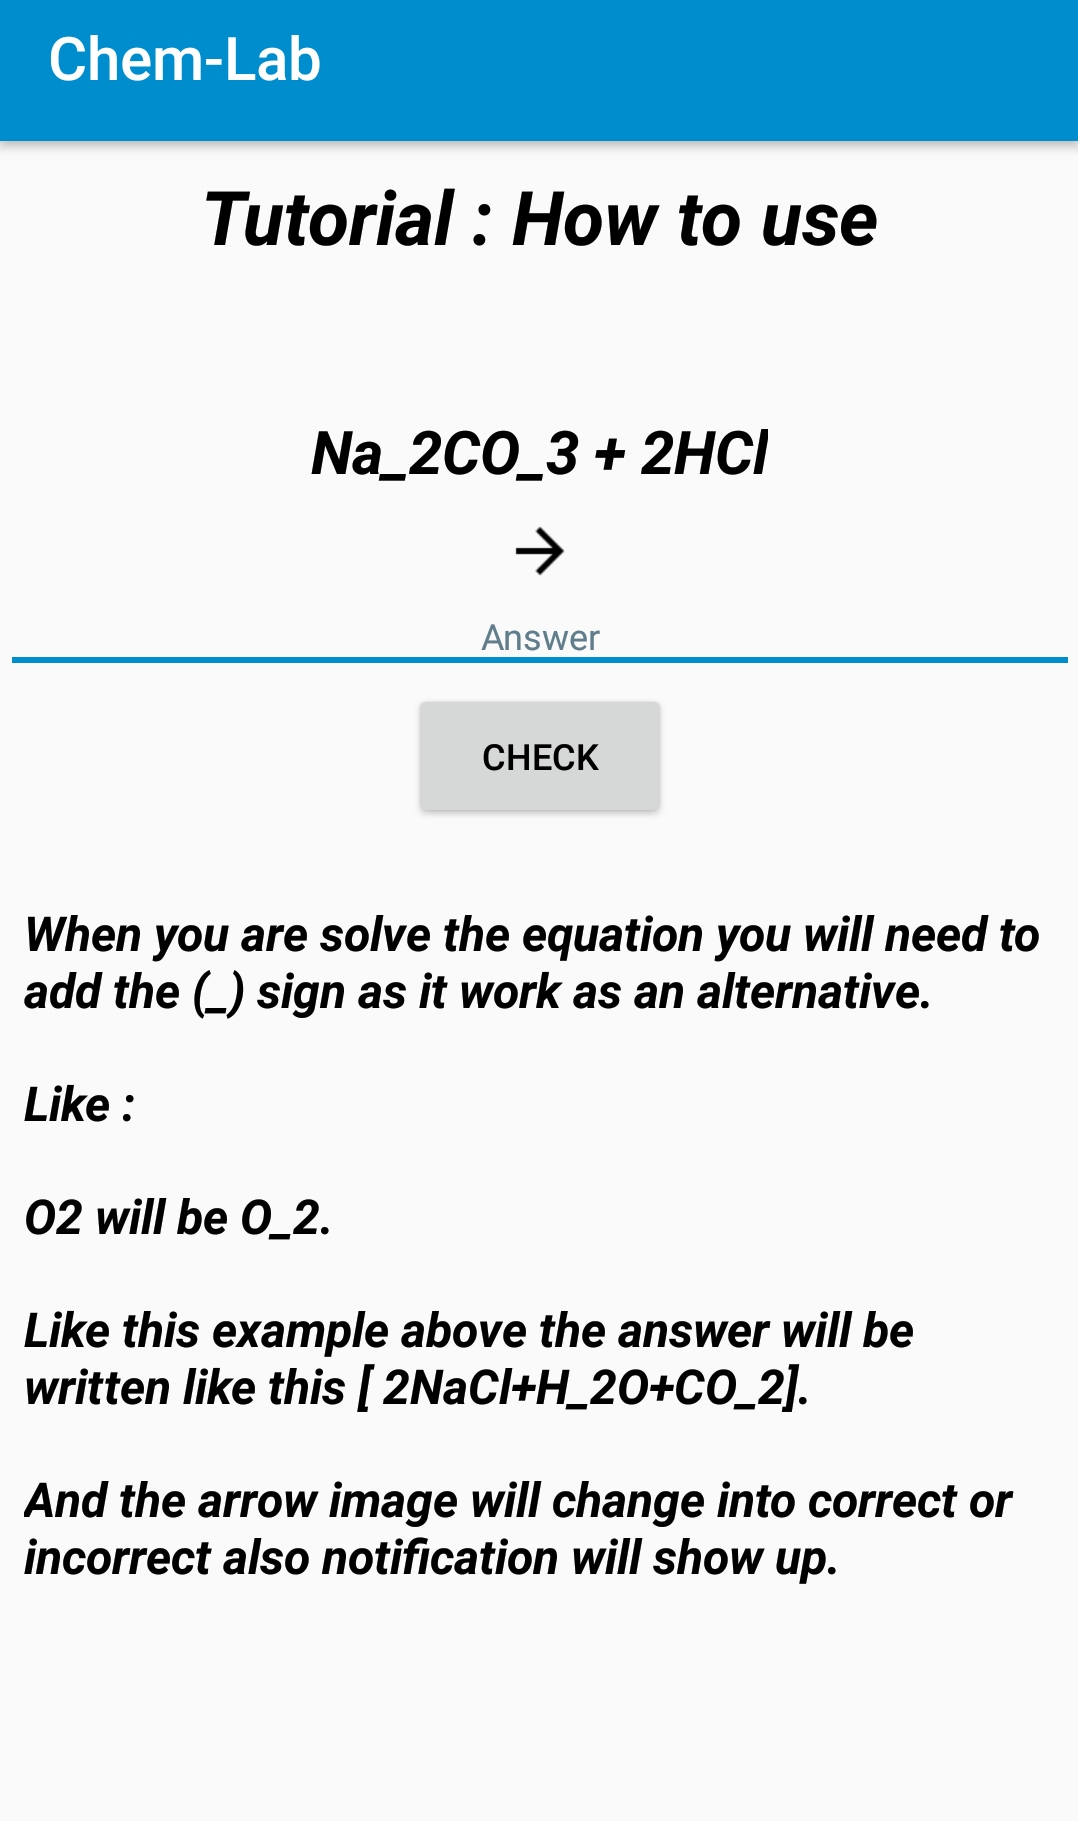 Chem-Lab
Tutorial : How to use
Na_2CO_3 + 2HCl
→
Answer
CHECK
When you are solve the equation you will need to
add the (_) sign as it work as an alternative.
Like :
O2 will be O_2.
Like this example above the answer will be
written like this [ 2NaCl+H_2O+CO_2].
And the arrow image will change into correct or
incorrect also notification will show up.